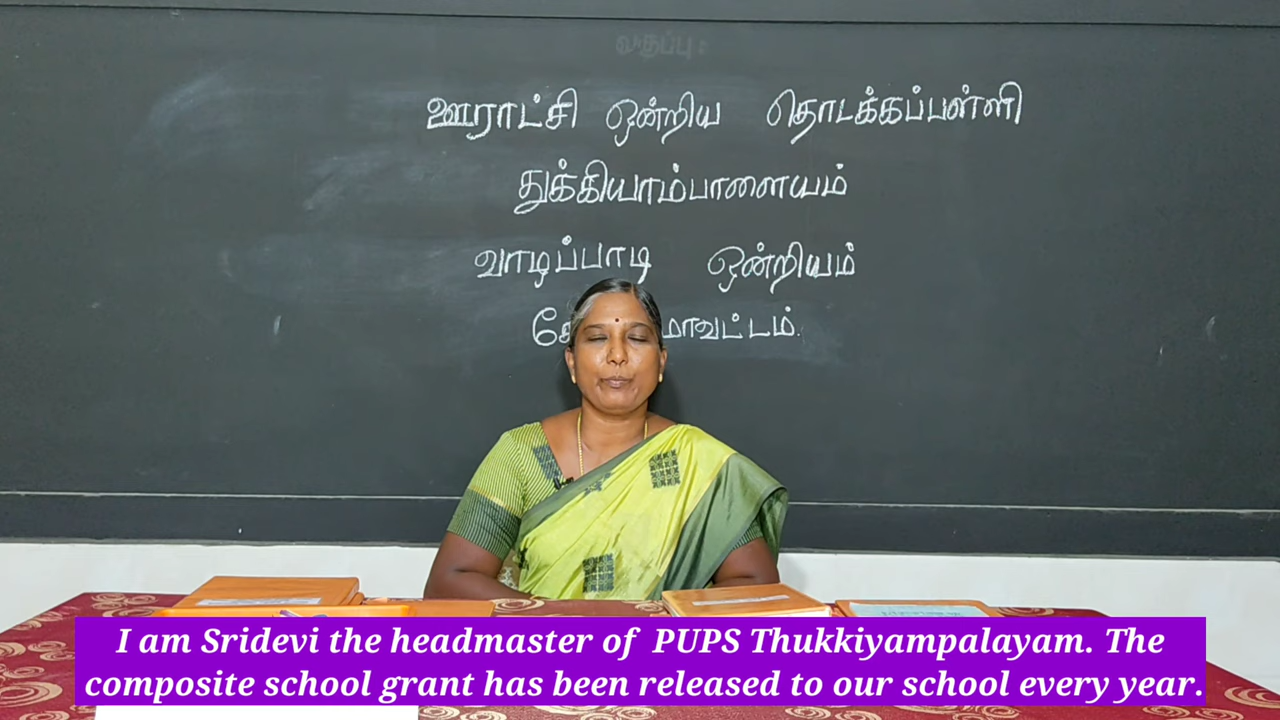 வகுப்பு :
ஊராட்சி ஒன்றிய தொடக்கப்பள்ளி
துக்கியாம்பாளையம்
வாழப்பாடி ஒன்றியம்
மாவட்டம்.
I am Sridevi the headmaster of PUPS Thukkiyampalayam. The
composite school grant has been released to our school every year.